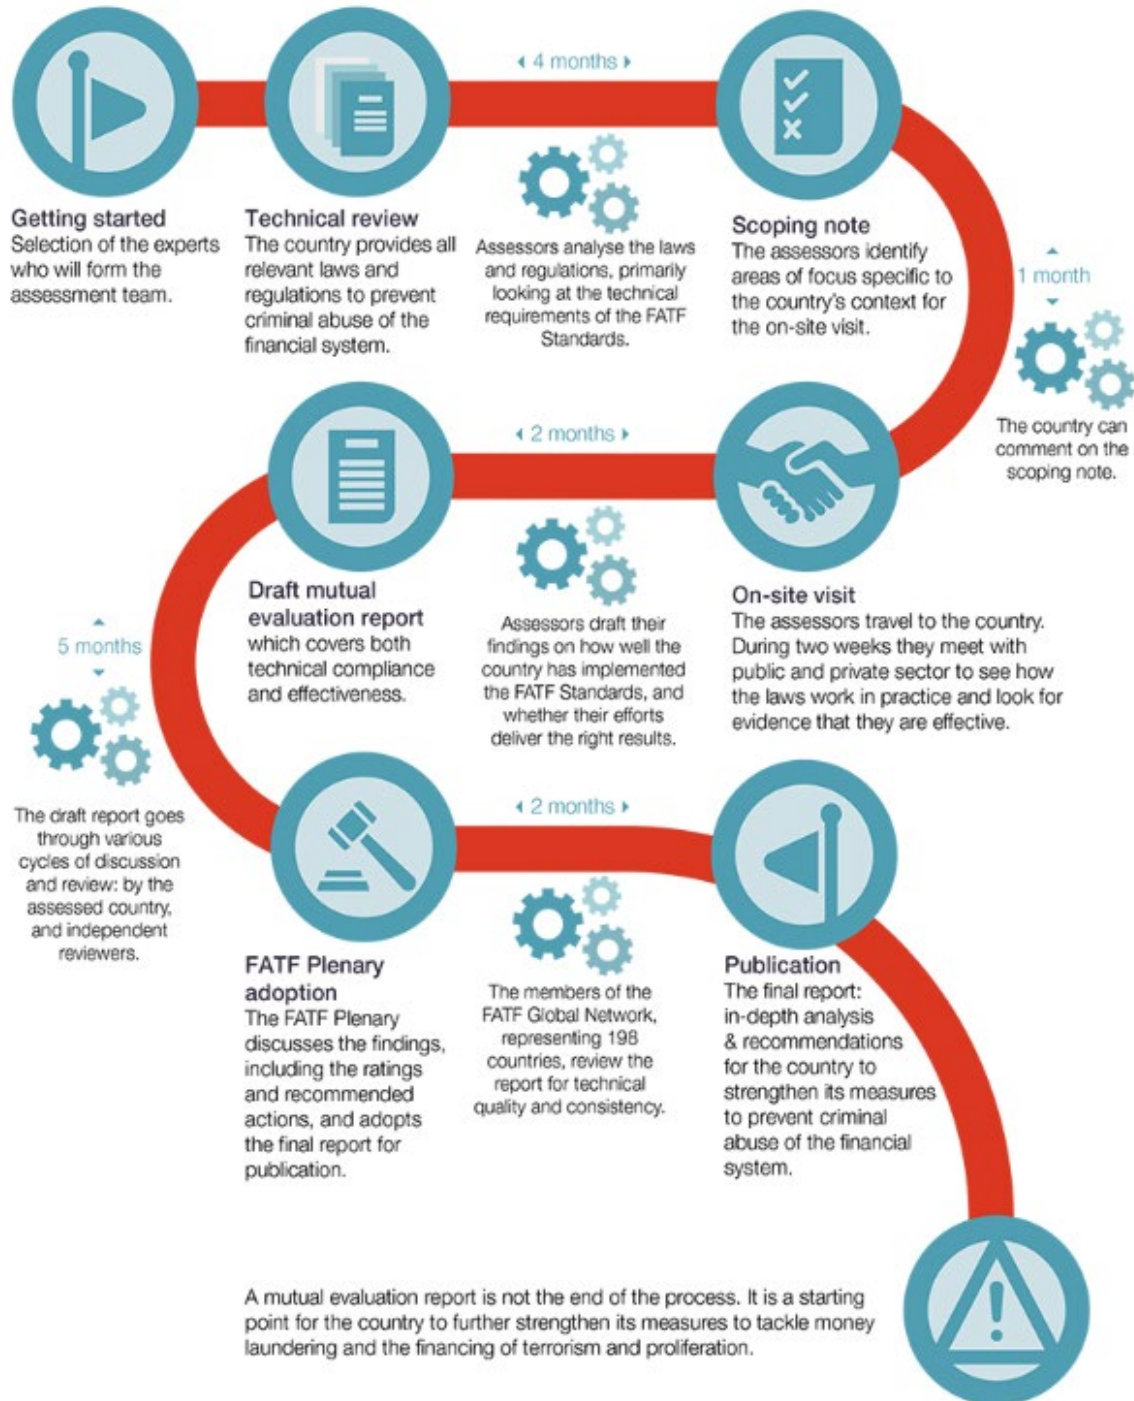 4 months
Getting started
Selection of the experts
who will form the
assessment team.
Technical review
The country provides all
relevant laws and
regulations to prevent
criminal abuse of the
financial system.
Assessors analyse the laws
and regulations, primarily
looking at the technical
requirements of the FATF
Standards.
Scoping note
The assessors identify
areas of focus specific to
the country's context for
the on-site visit.
1 month
The country can
comment on the
scoping note.
2 months
On-site visit
The assessors travel to the country.
During two weeks they meet with
public and private sector to see how
the laws work in practice and look for
evidence that they are effective.
Assessors draft their
findings on how well the
country has implemented
the FATF Standards, and
whether their efforts
deliver the right results.
Draft mutual
evaluation report
which covers both
technical compliance
and effectiveness.
5 months
The draft report goes
through various
cycles of discussion
and review: by the
assessed country,
and independent
reviewers.
2 months
FATF Plenary
adoption
The FATF Plenary
discusses the findings,
including the ratings
and recommended
actions, and adopts
the final report for
publication.
The members of the
FATF Global Network,
representing 198
countries, review the
report for technical
quality and consistency.
Publication
The final report:
in-depth analysis
& recommendations
for the country to
strengthen its measures
to prevent criminal
abuse of the financial
system.
A mutual evaluation report is not the end of the process. It is a starting
point for the country to further strengthen its measures to tackle money
laundering and the financing of terrorism and proliferation.